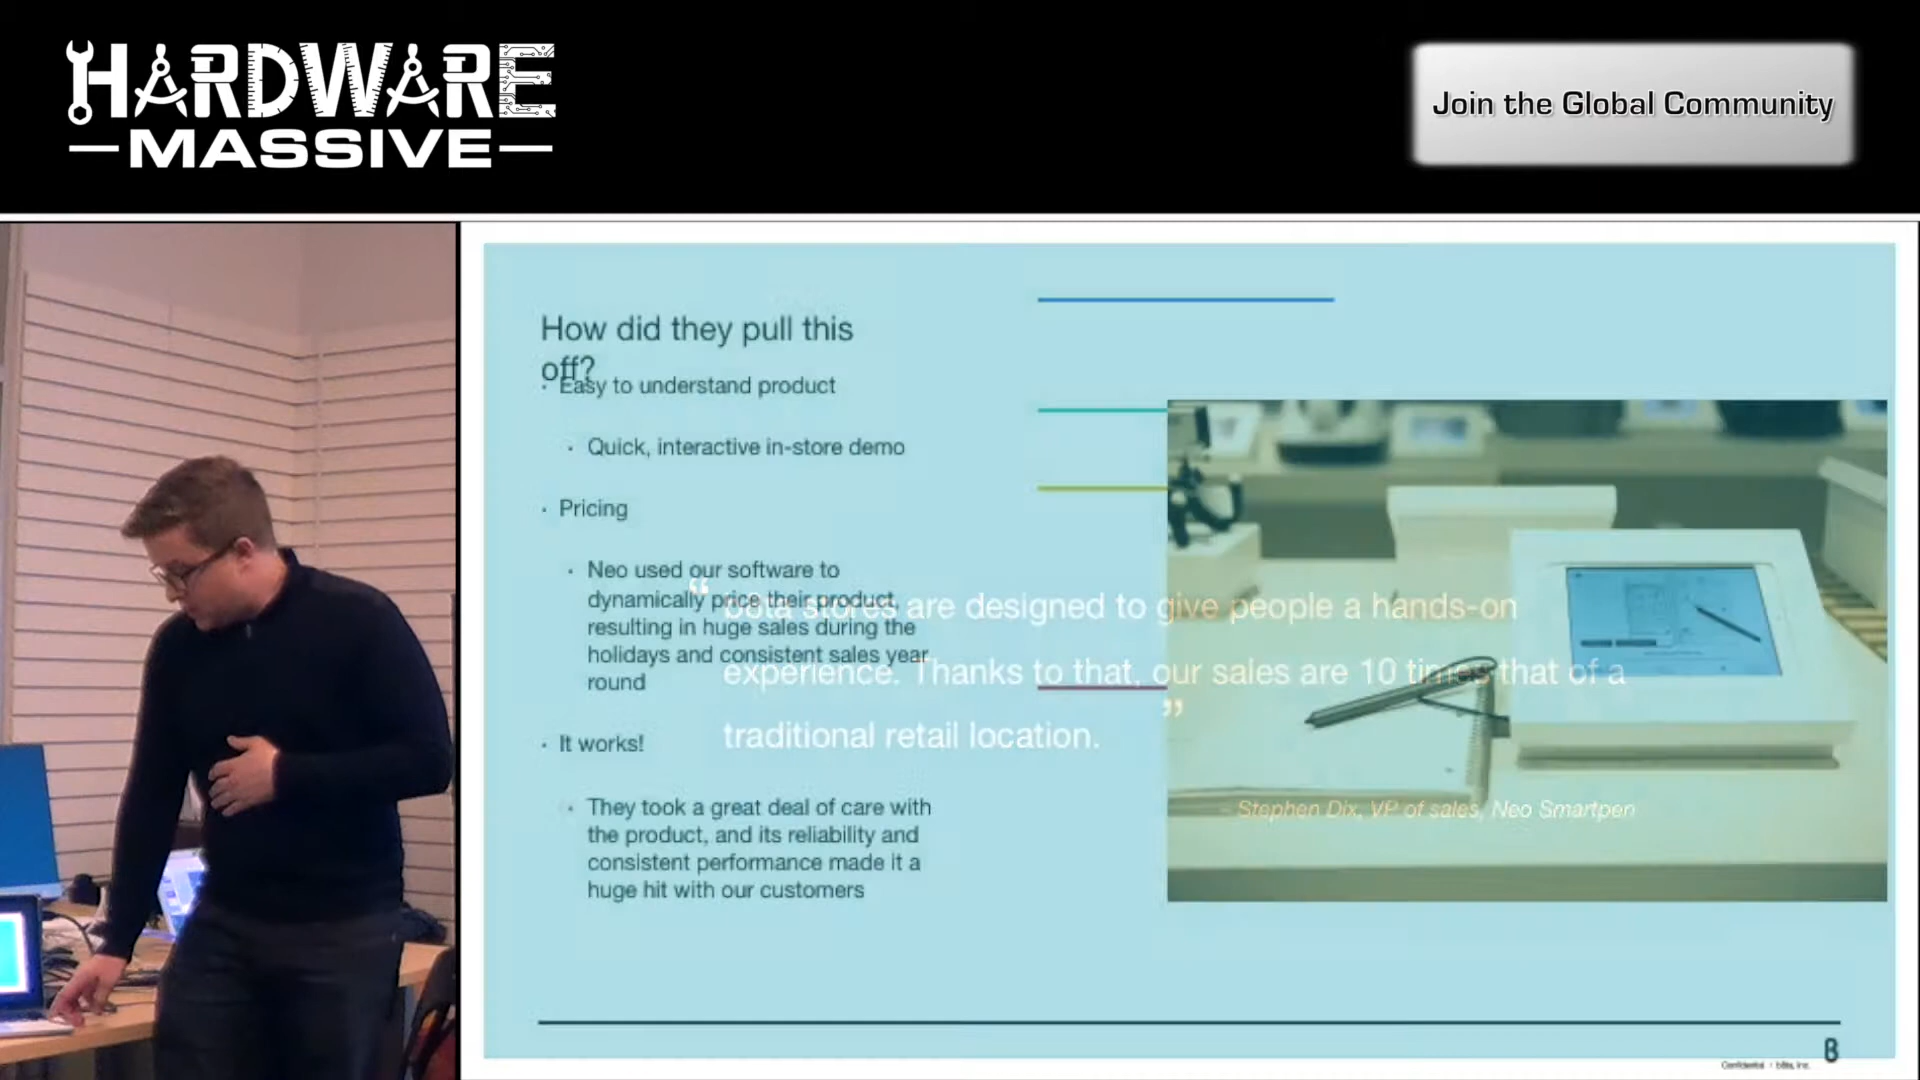 HARDWARE
MASSIVE
Join the Global Community
How did they pull this
off?
· Easy to understand product
· Quick, interactive in-store demo
· Pricing
· Neo used our software to
dynamically price their product,
resulting in huge sales during the
holidays and consistent sales year
round
· It works!
· They took a great deal of care with
the product, and its reliability and
consistent performance made it a
huge hit with our customers
“ b8ta stores are designed to give people a hands-on
experience. Thanks to that, our sales are 10 times that of a
traditional retail location. ”
- Stephen Dix, VP of sales, Neo Smartpen
Confidential · b8ta, Inc.